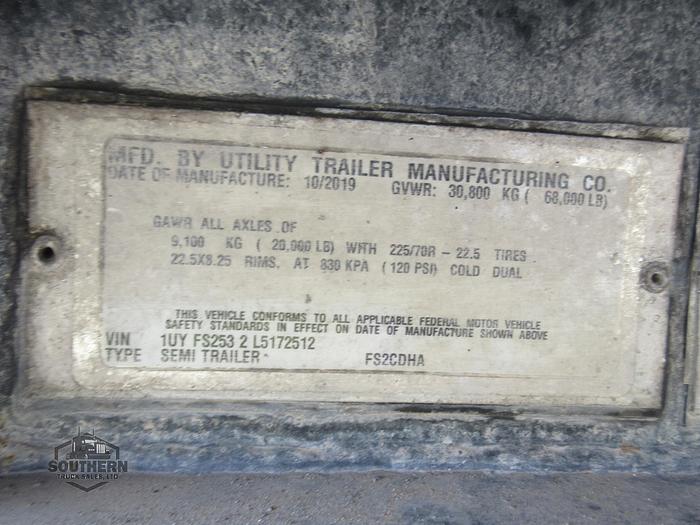 MFD. BY UTILITY TRAILER MANUFACTURING CO.
DATE OF MANUFACTURE: 10/2019 GVWR: 30,800 KG ( 68,000 LB)
GAWR ALL AXLES OF
9,100 KG ( 20,000 LB) WITH 225/70R - 22.5 TIRES
22.5X8.25 RIMS. AT 830 KPA ( 120 PSI) COLD DUAL
THIS VEHICLE CONFORMS TO ALL APPLICABLE FEDERAL MOTOR VEHICLE
SAFETY STANDARDS IN EFFECT ON DATE OF MANUFACTURE SHOWN ABOVE
VIN 1UY FS253 2 L5172512
TYPE SEMI TRAILER FS2CDHA
SOUTHERN
TRUCK SALES, LTD